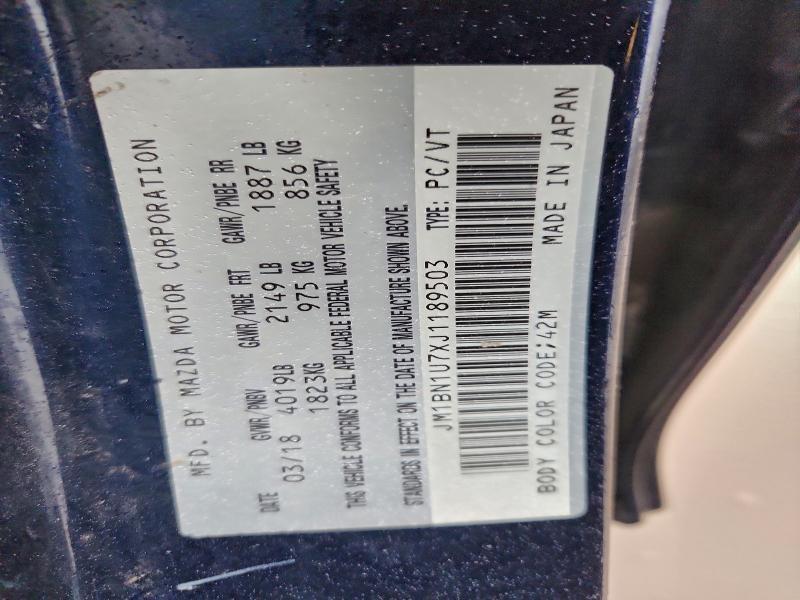 MFD. BY MAZDA MOTOR CORPORATION
DATE GVWR/PNBV GAWR/PNBE FRT GAWR/PNBE RR
03/18 4019LB 2149 LB 1887 LB
1823KG 975 KG 856 KG
THIS VEHICLE CONFORMS TO ALL APPLICABLE FEDERAL MOTOR VEHICLE SAFETY
STANDARDS IN EFFECT ON THE DATE OF MANUFACTURE SHOWN ABOVE.
JM1BN1U7XJ1189503 TYPE: PC/VT
BODY COLOR CODE:42M MADE IN JAPAN